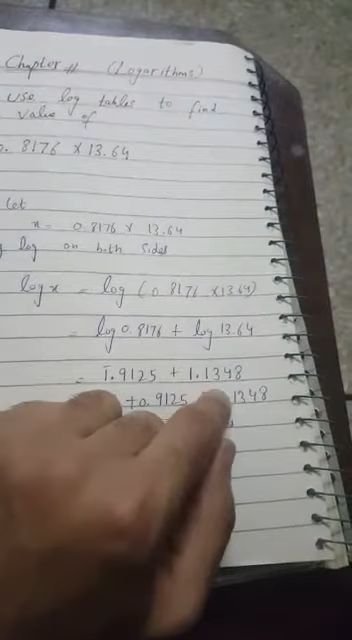 Chapter # (Logarithms)
use log tables to find
value of
0.8176 × 13.64
let
x = 0.8176 × 13.64
log on both sides
log x = log (0.8176 × 13.64)
= log 0.8176 + log 13.64
= 1̄.9125 + 1.1348
+0.9125 .1348